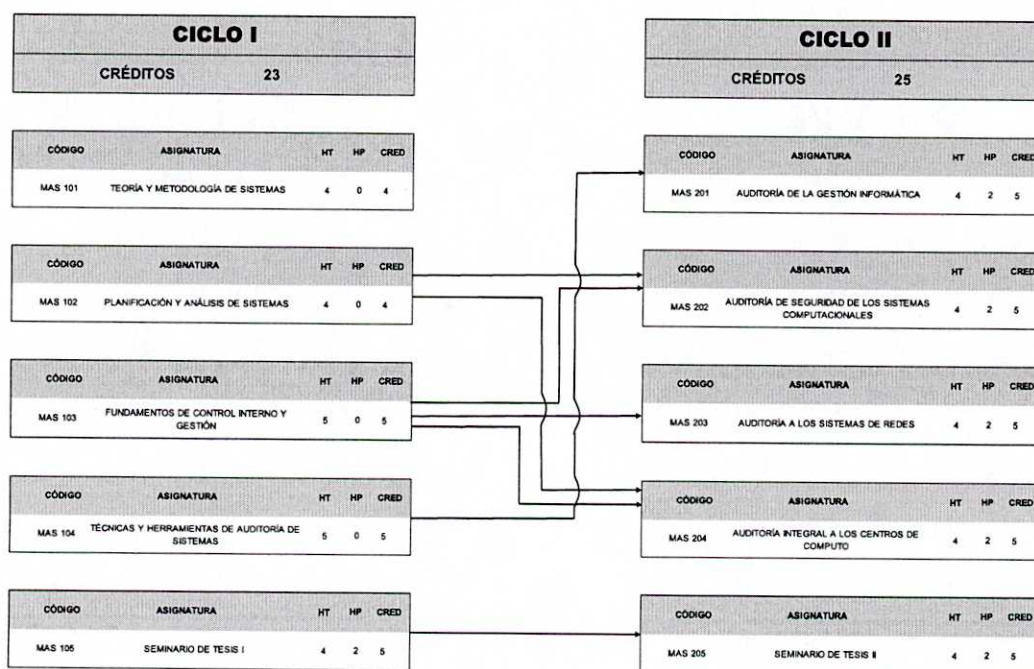 CICLO I
CRÉDITOS 23
CÓDIGO ASIGNATURA HT HP CRED
MAS 101 TEORÍA Y METODOLOGÍA DE SISTEMAS 4 0 4
CÓDIGO ASIGNATURA HT HP CRED
MAS 102 PLANIFICACIÓN Y ANÁLISIS DE SISTEMAS 4 0 4
CÓDIGO ASIGNATURA HT HP CRED
MAS 103 FUNDAMENTOS DE CONTROL INTERNO Y
GESTIÓN 5 0 5
CÓDIGO ASIGNATURA HT HP CRED
MAS 104 TÉCNICAS Y HERRAMIENTAS DE AUDITORÍA DE
SISTEMAS 5 0 5
CÓDIGO ASIGNATURA HT HP CRED
MAS 105 SEMINARIO DE TESIS I 4 2 5
CICLO II
CRÉDITOS 25
CÓDIGO ASIGNATURA HT HP CRED
MAS 201 AUDITORÍA DE LA GESTIÓN INFORMÁTICA 4 2 5
CÓDIGO ASIGNATURA HT HP CRED
MAS 202 AUDITORÍA DE SEGURIDAD DE LOS SISTEMAS
COMPUTACIONALES 4 2 5
CÓDIGO ASIGNATURA HT HP CRED
MAS 203 AUDITORÍA A LOS SISTEMAS DE REDES 4 2 5
CÓDIGO ASIGNATURA HT HP CRED
MAS 204 AUDITORÍA INTEGRAL A LOS CENTROS DE
COMPUTO 4 2 5
CÓDIGO ASIGNATURA HT HP CRED
MAS 205 SEMINARIO DE TESIS II 4 2 5